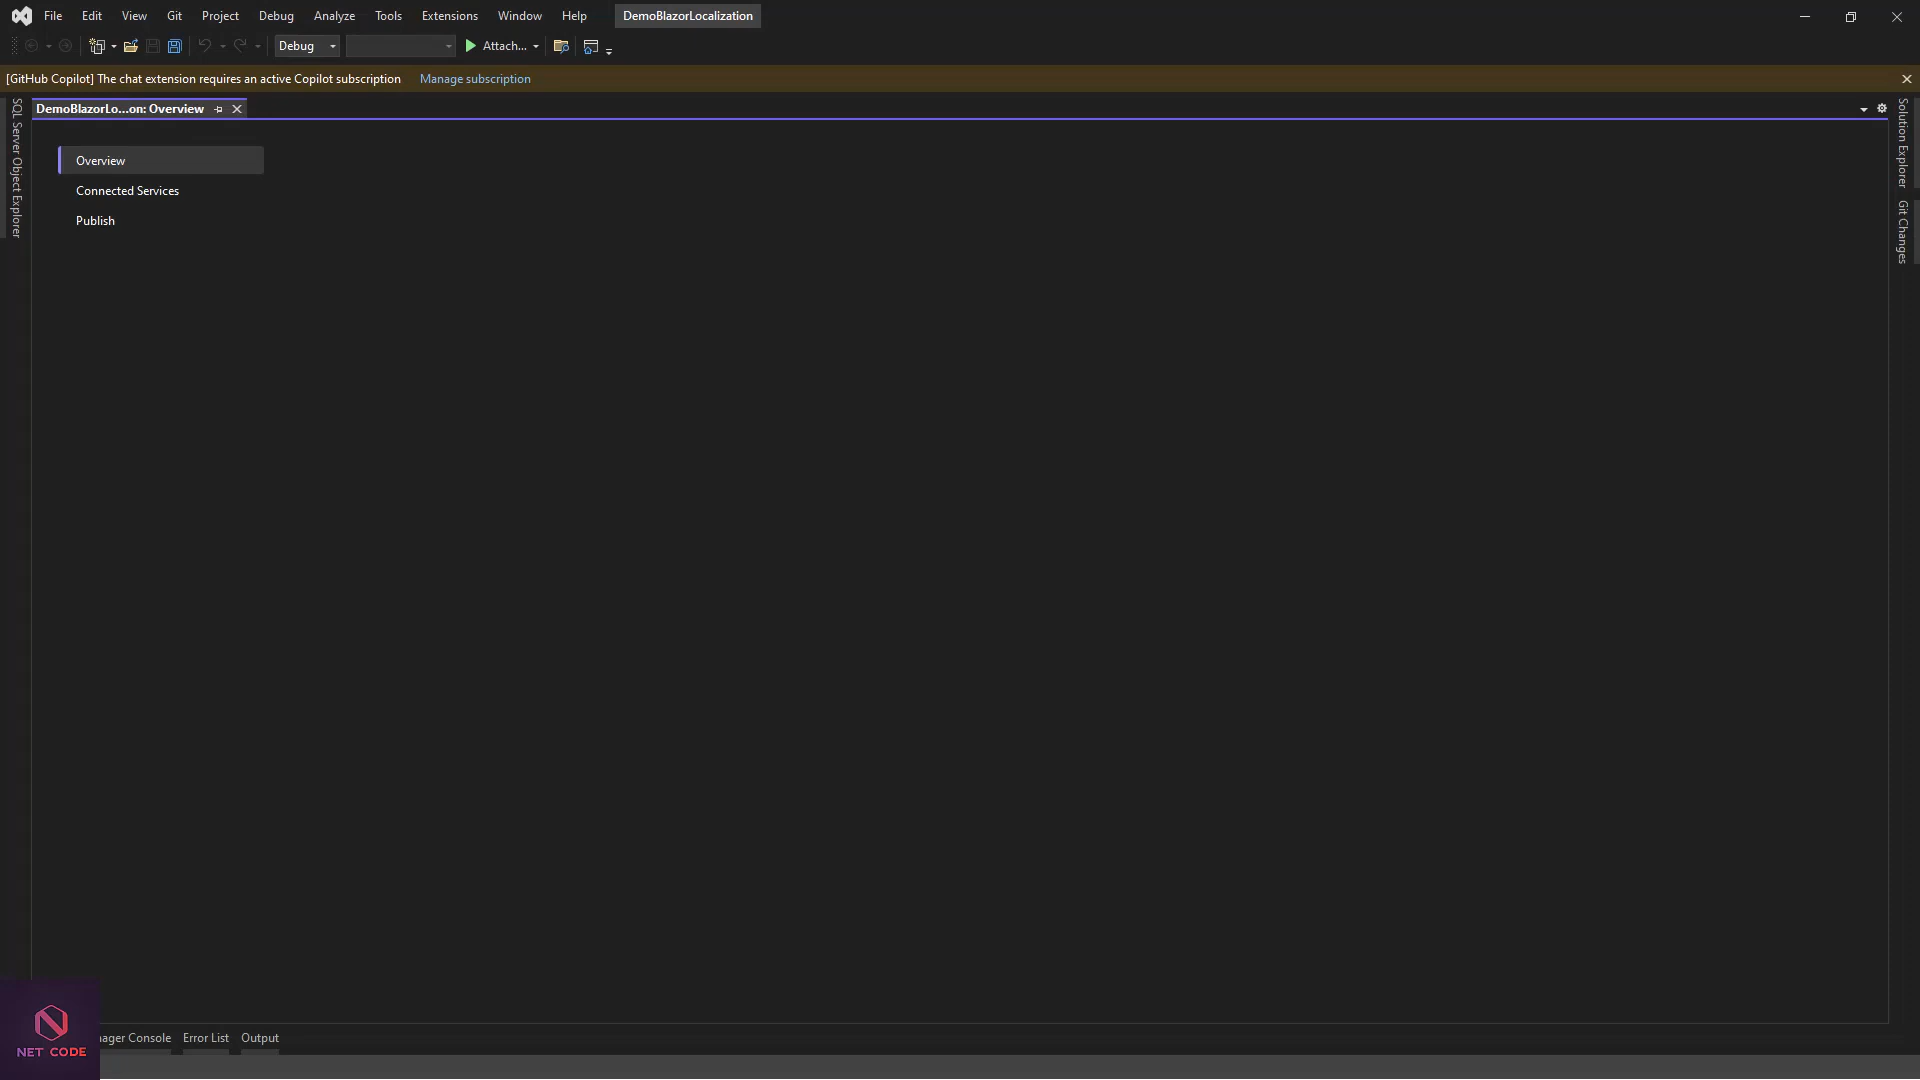 File Edit View Git Project Debug Analyze Tools Extensions Window Help DemoBlazorLocalization
Debug Attach...
[GitHub Copilot] The chat extension requires an active Copilot subscription Manage subscription
SQL Server Object Explorer
DemoBlazorLo...on: Overview
Overview
Connected Services
Publish
Solution Explorer
Git Changes
ager Console Error List Output
NET CODE